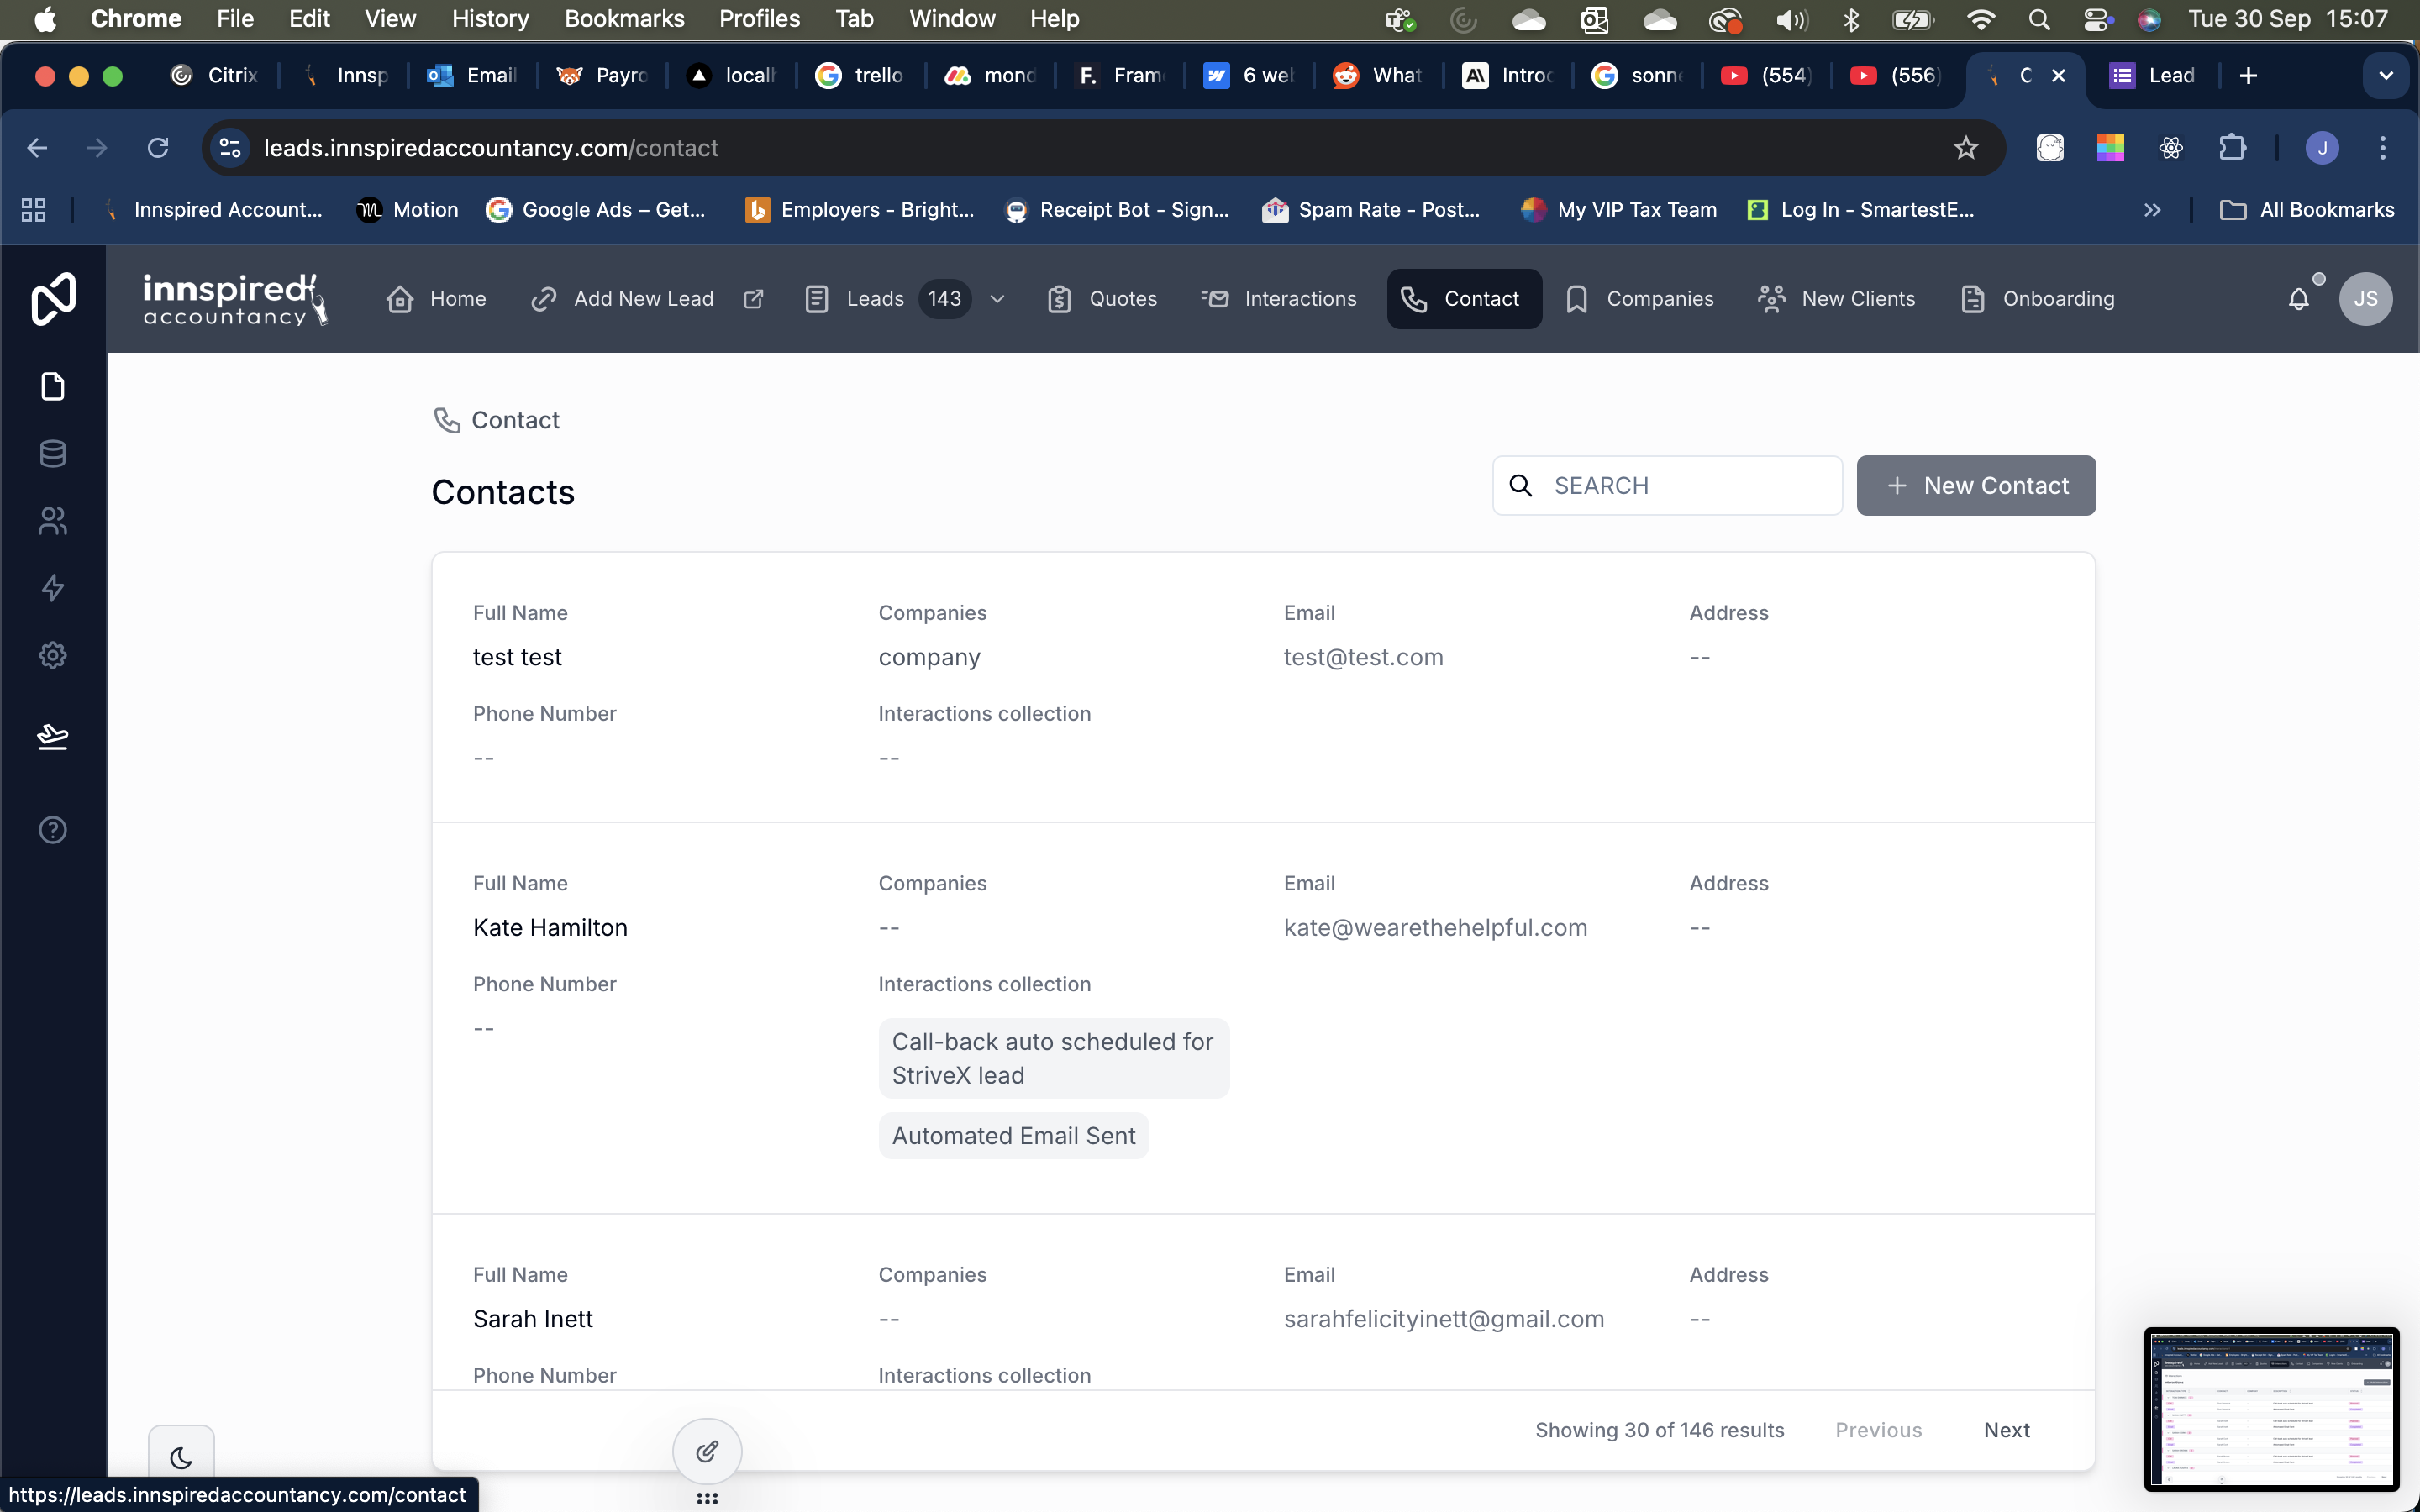 Chrome File Edit View History Bookmarks Profiles Tab Window Help Tue 30 Sep 15:07
Citrix Innsp Email Payro localh trello mond Fram 6 wel What Introd sonne (554) (556) C Lead
leads.innspiredaccountancy.com/contact J
Innspired Account... Motion Google Ads – Get... Employers - Bright... Receipt Bot - Sign... Spam Rate - Post... My VIP Tax Team Log In - SmartestE... All Bookmarks
innspired accountancy Home Add New Lead Leads 143 Quotes Interactions Contact Companies New Clients Onboarding JS
Contact
Contacts SEARCH + New Contact
Full Name Companies Email Address
test test company test@test.com --
Phone Number Interactions collection
-- --
Full Name Companies Email Address
Kate Hamilton -- kate@wearethehelpful.com --
Phone Number Interactions collection
-- Call-back auto scheduled for
StriveX lead
Automated Email Sent
Full Name Companies Email Address
Sarah Inett -- sarahfelicityinett@gmail.com --
Phone Number Interactions collection
Showing 30 of 146 results Previous Next
https://leads.innspiredaccountancy.com/contact